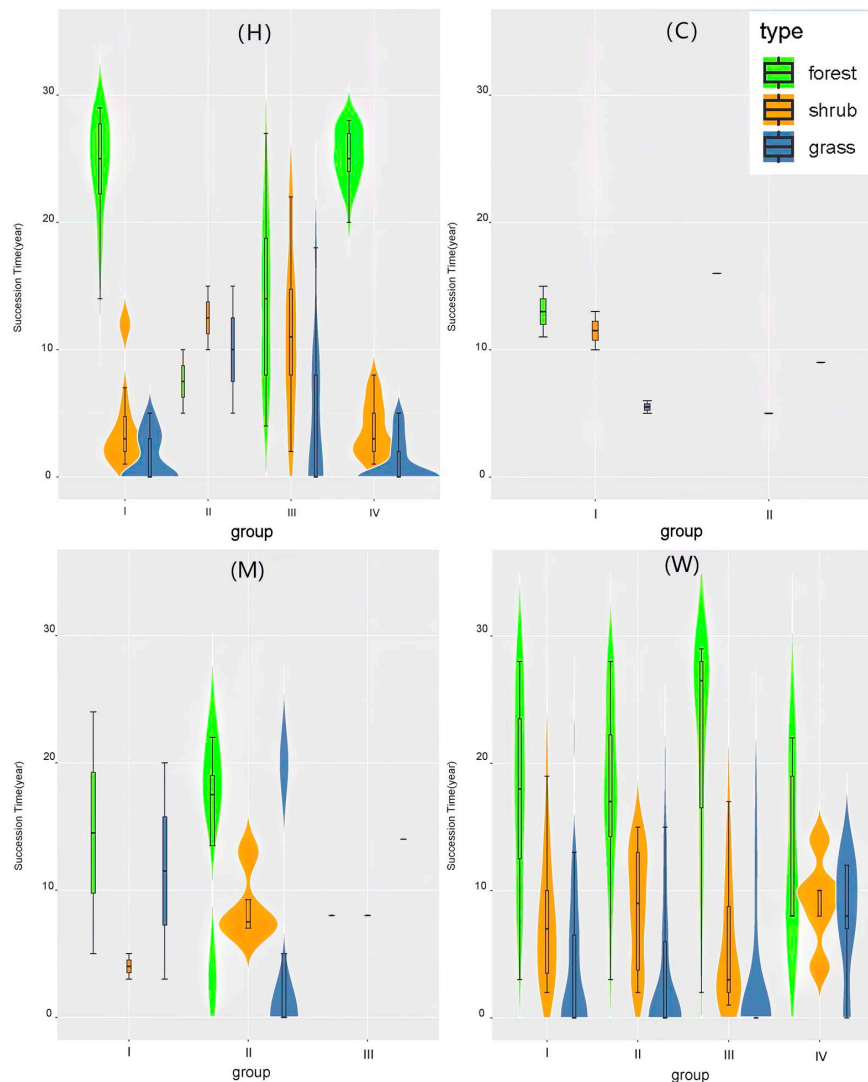 (H)
30
20
10
0
Succession Time(year)
I II III IV
group
(C)
type
forest
shrub
grass
30
20
10
0
Succession Time(year)
I II
group
(M)
30
20
10
0
Succession Time(year)
I II III
group
(W)
30
20
10
0
Succession Time(year)
I II III IV
group